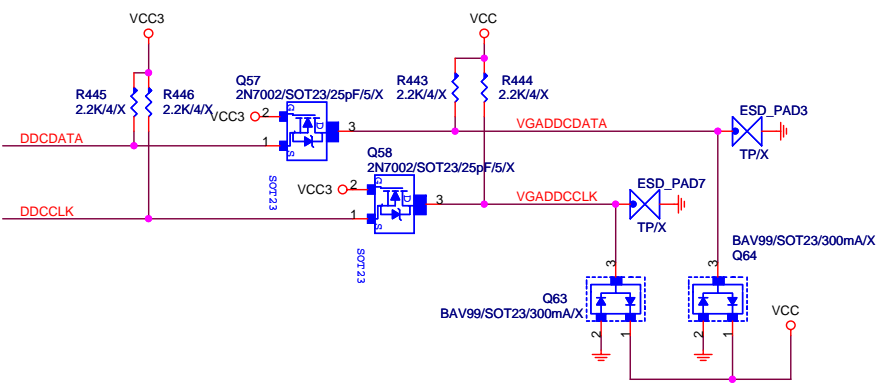 VCC3
VCC
R445
2.2K/4/X
R446
2.2K/4/X
Q57
2N7002/SOT23/25pF/5/X
R443
2.2K/4/X
R444
2.2K/4/X
VCC3
2
G
D
S
1
3
DDCDATA
VGADDCDATA
ESD_PAD3
TP/X
SOT23
Q58
2N7002/SOT23/25pF/5/X
VCC3
2
G
D
S
1
3
DDCCLK
VGADDCCLK
ESD_PAD7
TP/X
SOT23
BAV99/SOT23/300mA/X
Q64
3
3
Q63
BAV99/SOT23/300mA/X
VCC
2
1
2
1